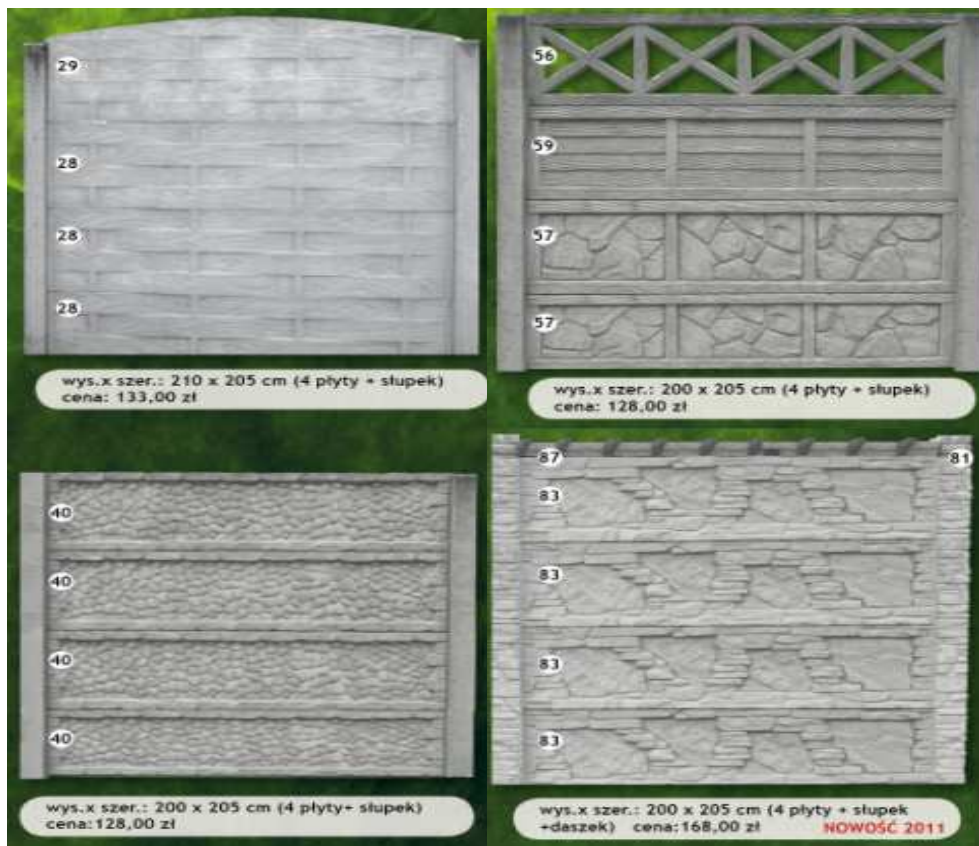 29
28
28
28
wys.x szer.: 210 x 205 cm (4 płyty + słupek)
cena: 133,00 zł
56
59
57
57
wys.x szer.: 200 x 205 cm (4 płyty + słupek)
cena: 128,00 zł
40
40
40
40
wys.x szer.: 200 x 205 cm (4 płyty+ słupek)
cena:128,00 zł
87
81
83
83
83
83
wys.x szer.: 200 x 205 cm (4 płyty + słupek
+daszek) cena:168,00 zł NOWOŚĆ 2011